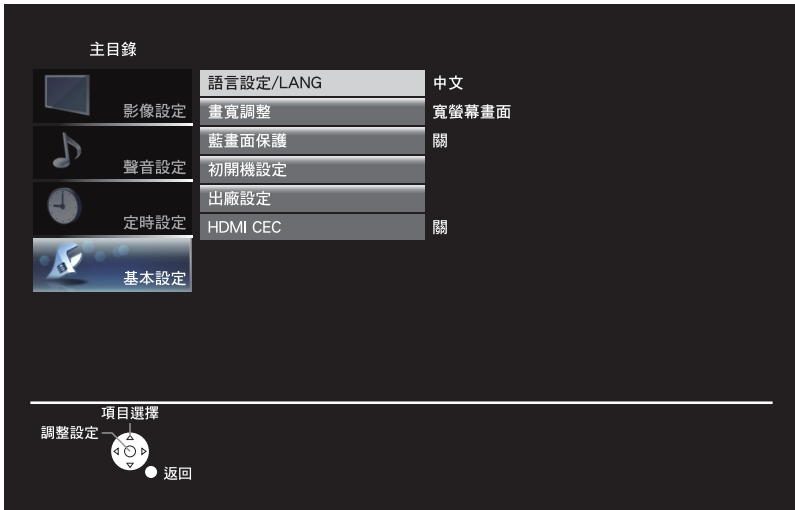 主目錄
影像設定
聲音設定
定時設定
基本設定
語言設定/LANG 中文
畫寬調整 寬螢幕畫面
藍畫面保護 關
初開機設定
出廠設定
HDMI CEC 關
項目選擇
調整設定
返回